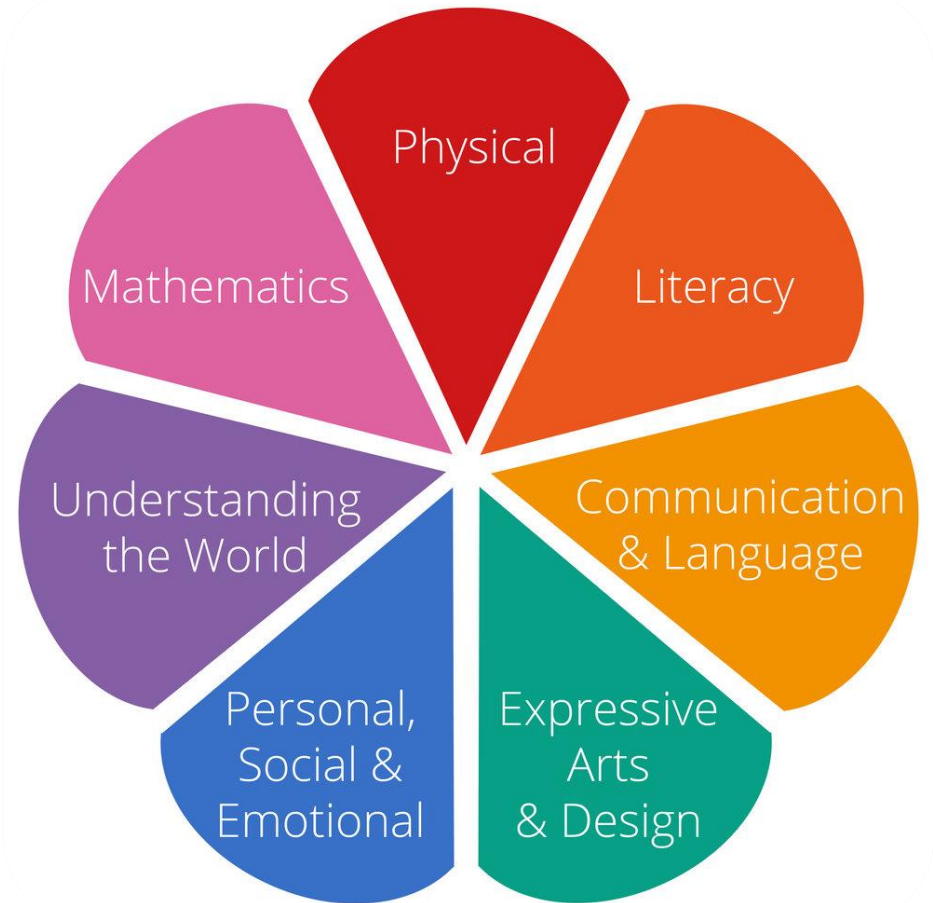 Physical
Literacy
Communication
& Language
Expressive
Arts
& Design
Personal,
Social &
Emotional
Understanding
the World
Mathematics